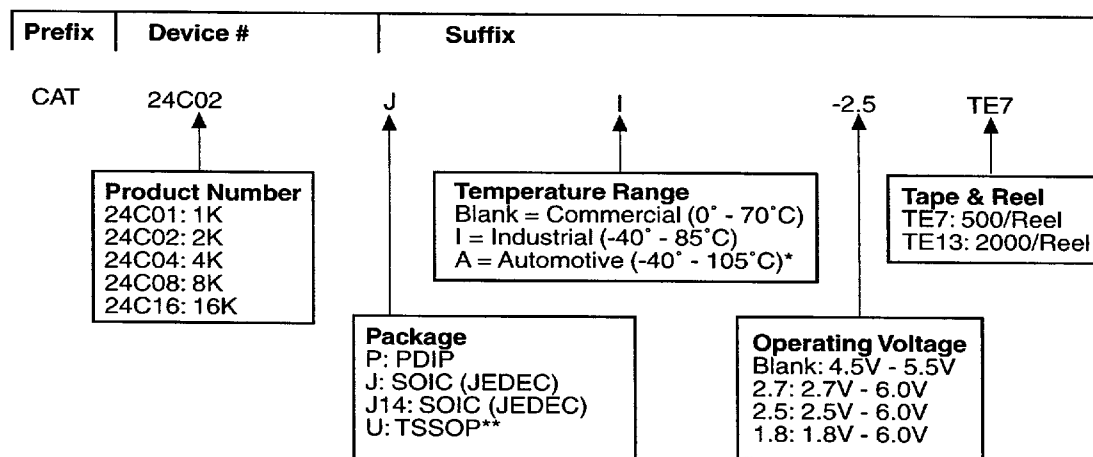 Prefix Device # Suffix
CAT 24C02 J I -2.5 TE7
Product Number
24C01: 1K
24C02: 2K
24C04: 4K
24C08: 8K
24C16: 16K
Temperature Range
Blank = Commercial (0˚ - 70˚C)
I = Industrial (-40˚ - 85˚C)
A = Automotive (-40˚ - 105˚C)*
Tape & Reel
TE7: 500/Reel
TE13: 2000/Reel
Package
P: PDIP
J: SOIC (JEDEC)
J14: SOIC (JEDEC)
U: TSSOP**
Operating Voltage
Blank: 4.5V - 5.5V
2.7: 2.7V - 6.0V
2.5: 2.5V - 6.0V
1.8: 1.8V - 6.0V